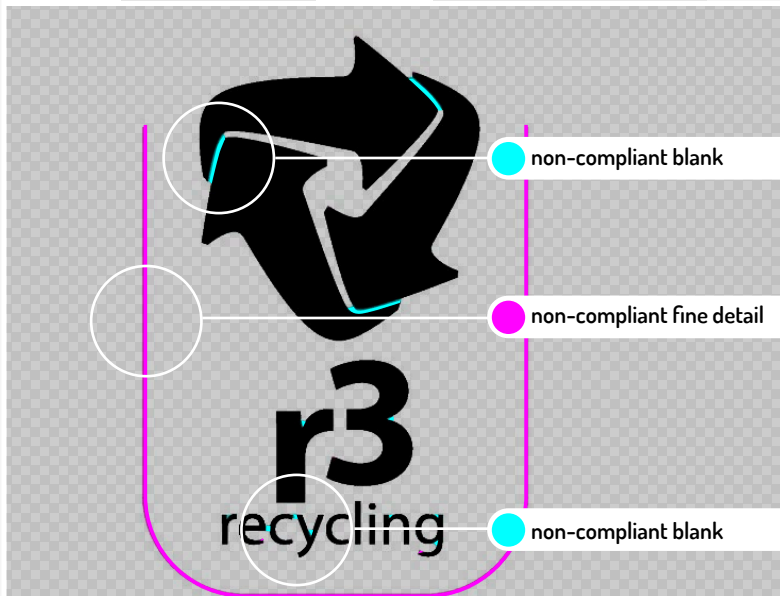 non-compliant blank
non-compliant fine detail
r3
recycling
non-compliant blank